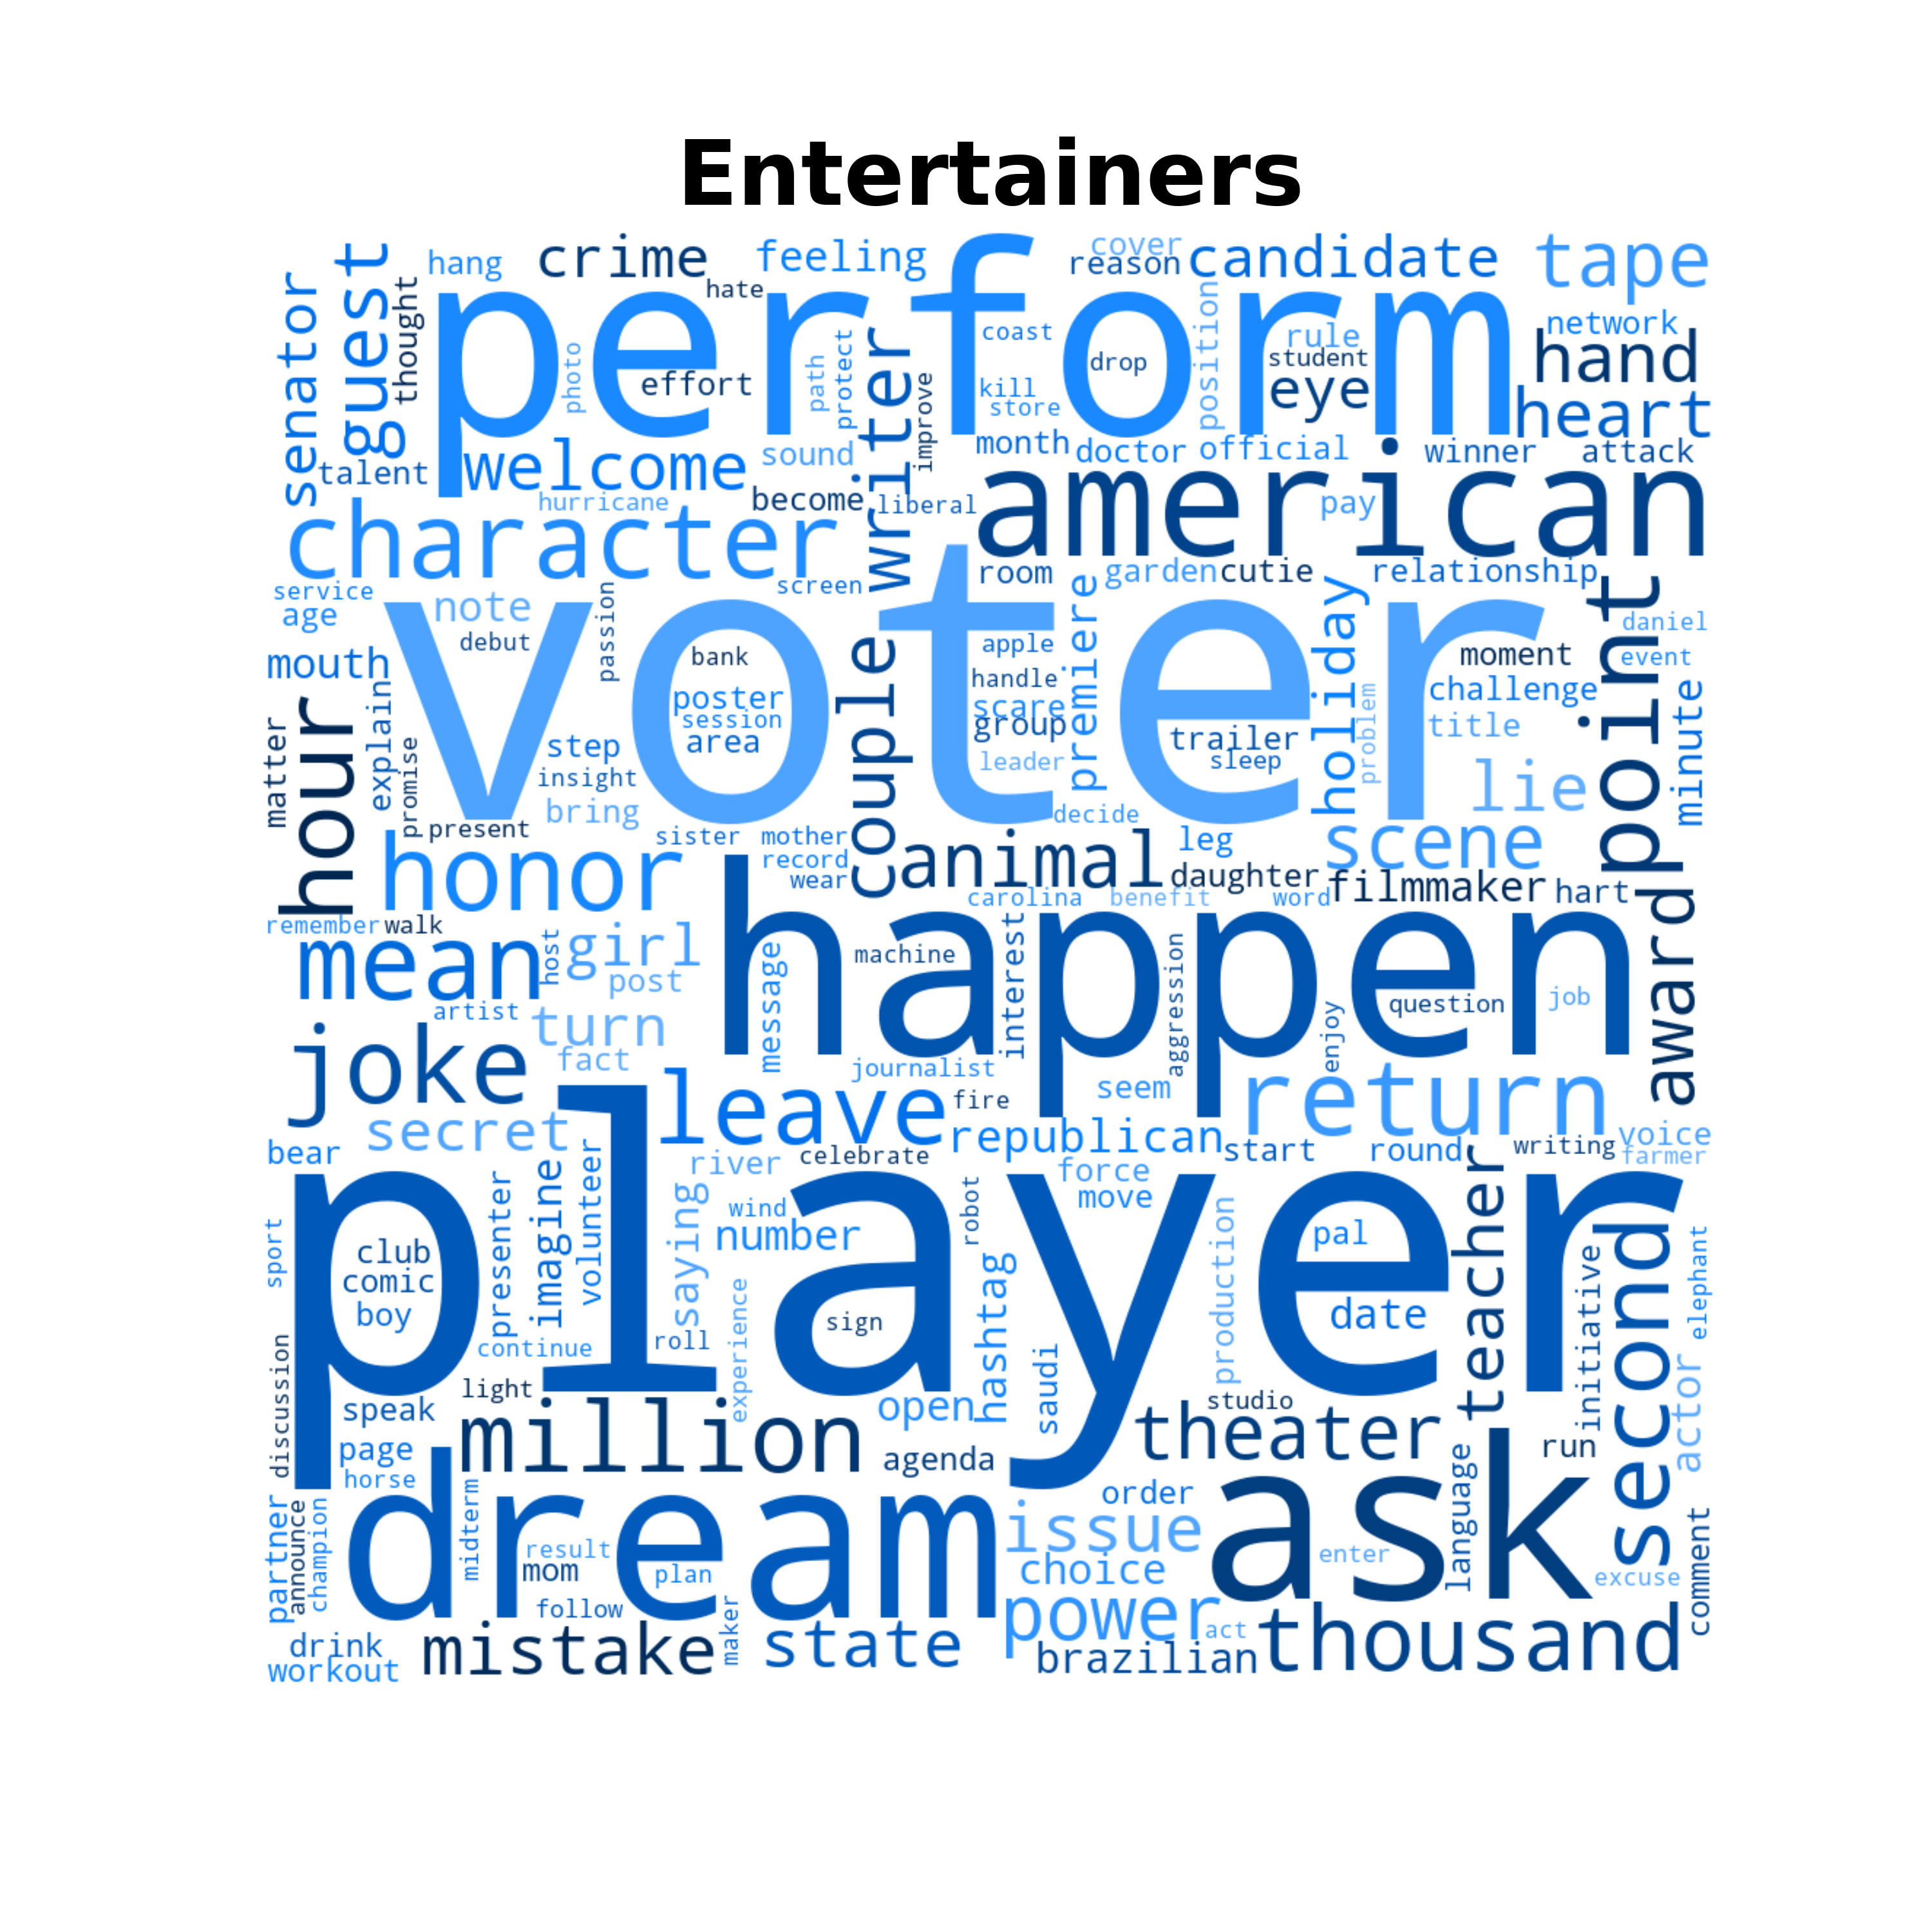 Entertainers
perform
voter
player
happen
american
dream
ask
character
point
hour
second
million
thousand
honor
mean
joke
leave
return
award
writer
couple
guest
senator
welcome
crime
feeling
cover
reason
candidate
tape
hang
hate
thought
network
hand
heart
coast
drop
position
rule
student
eye
photo
effort
path
protect
improve
kill
store
month
doctor
official
winner
attack
talent
sound
hurricane
become
liberal
pay
service
age
note
debut
passion
screen
room
garden
cutie
relationship
premiere
holiday
daniel
event
moment
challenge
title
minute
mouth
bank
poster
session
area
apple
handle
scare
group
leader
trailer
sleep
problem
lie
matter
explain
promise
step
insight
bring
present
sister
mother
record
wear
decide
leg
animal
daughter
scene
filmmaker
hart
carolina
benefit
word
remember
walk
host
girl
post
message
machine
interest
aggression
question
job
enjoy
artist
turn
fact
journalist
seem
secret
fire
republican
start
round
writing
voice
farmer
bear
river
celebrate
force
move
presenter
imagine
volunteer
saying
wind
number
robot
production
pal
teacher
sport
club
comic
boy
continue
roll
experience
sign
hashtag
saudi
date
initiative
elephant
discussion
light
speak
open
studio
theater
actor
page
horse
agenda
run
language
partner
announce
champion
midterm
result
mom
plan
follow
maker
order
issue
choice
enter
excuse
comment
power
act
drink
workout
mistake
state
brazilian